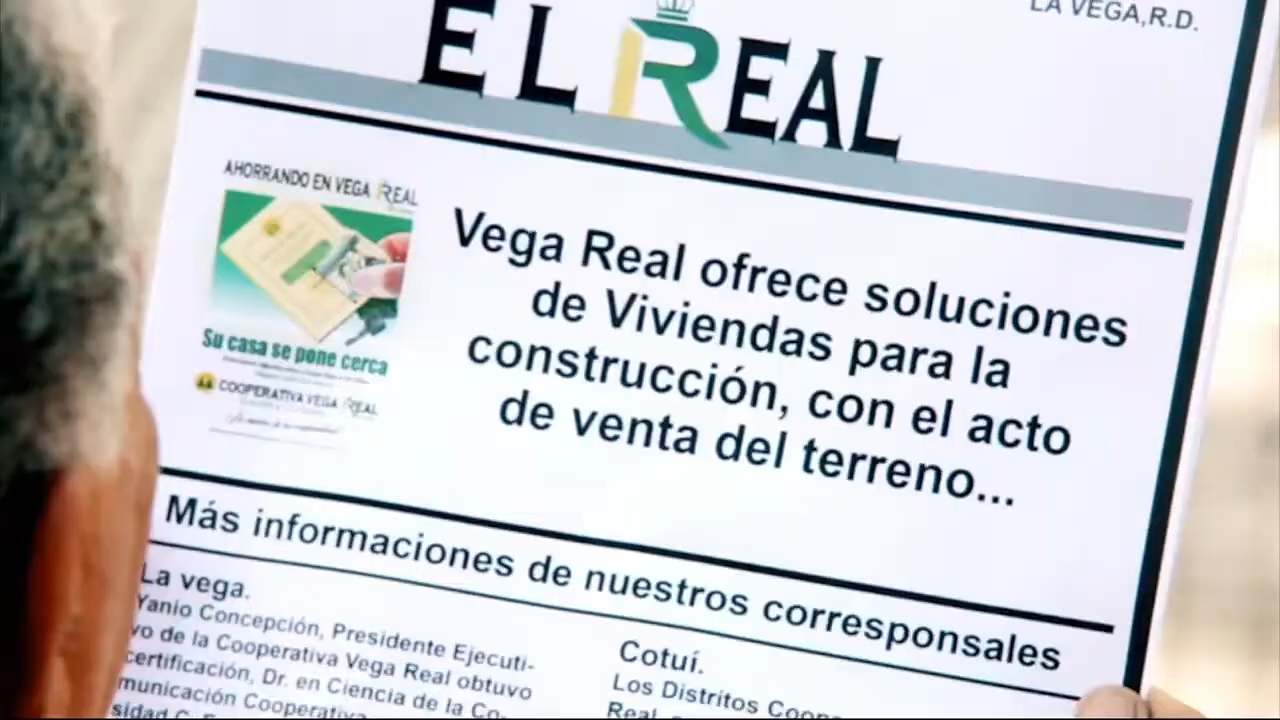 LA VEGA, R.D.
EL REAL
AHORRANDO EN VEGA REAL
Su casa se pone cerca
COOPERATIVA VEGA REAL
Vega Real ofrece soluciones
de Viviendas para la
construcción, con el acto
de venta del terreno...
Más informaciones de nuestros corresponsales
La vega.
Yanio Concepción, Presidente Ejecuti-
vo de la Cooperativa Vega Real obtuvo
certificación, Dr. en Ciencia de la Co-
municación Cooperativa
sidad C.
Cotuí.
Los Distritos
Real